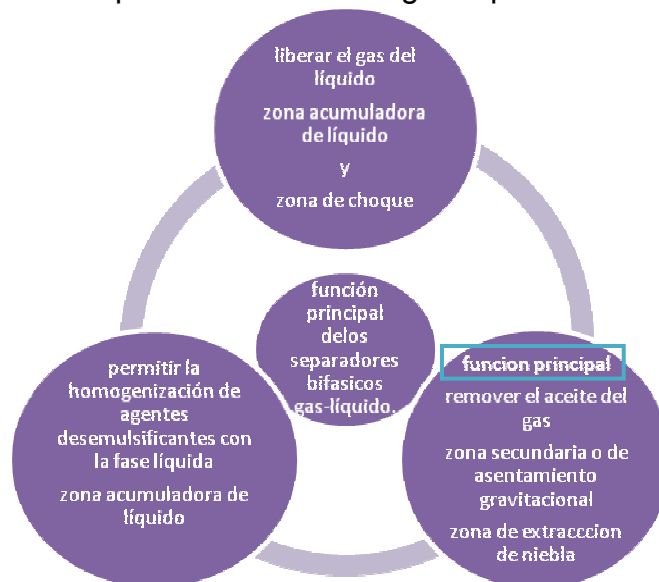 liberar el gas del
líquido
zona acumuladora
de líquido
y
zona de choque
función
principal
delos
separadores
bifasicos
gas-líquido.
permitir la
homogenización de
agentes
desemulsificantes con
la fase líquida
zona acumuladora de
líquido
funcion principal
remover el aceite del
gas
zona secundaria o de
asentamiento
gravitacional
zona de extracccion
de niebla